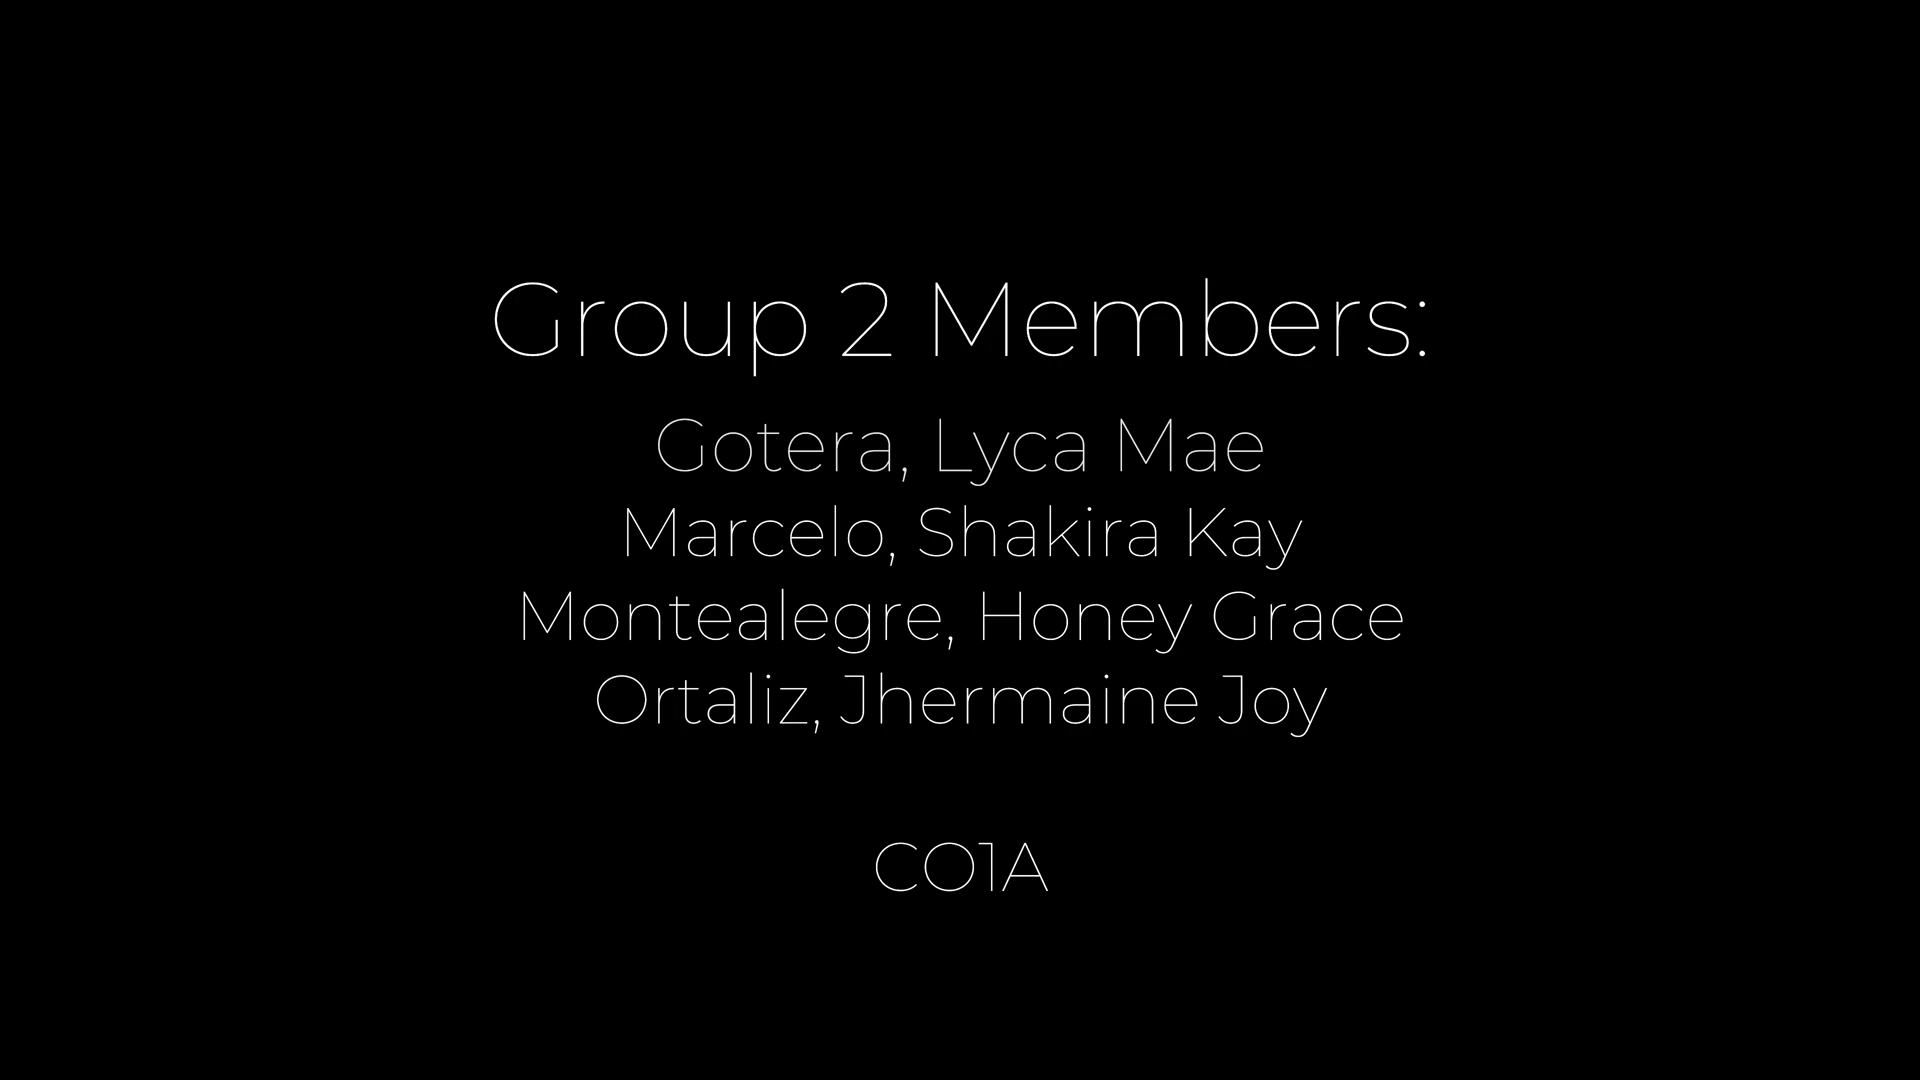 Group 2 Members:
Gotera, Lyca Mae
Marcelo, Shakira Kay
Montealegre, Honey Grace
Ortaliz, Jhermaine Joy
CO1A